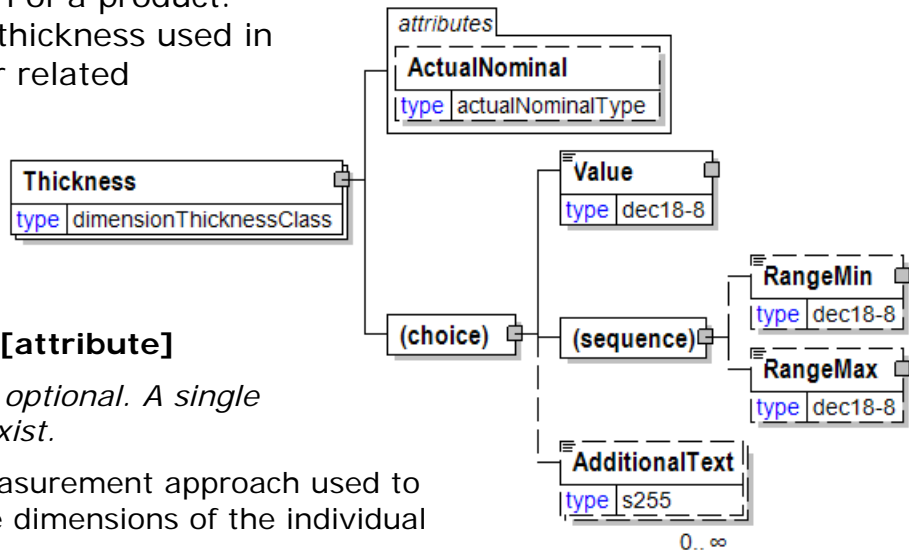 For a product.
thickness used in
related
attributes
ActualNominal
type actualNominalType
Thickness
type dimensionThicknessClass
Value
type dec18-8
(choice)
(sequence)
RangeMin
type dec18-8
RangeMax
type dec18-8
AdditionalText
type s255
0.. ∞
[attribute]
optional. A single
xist.
asurement approach used to
e dimensions of the individual